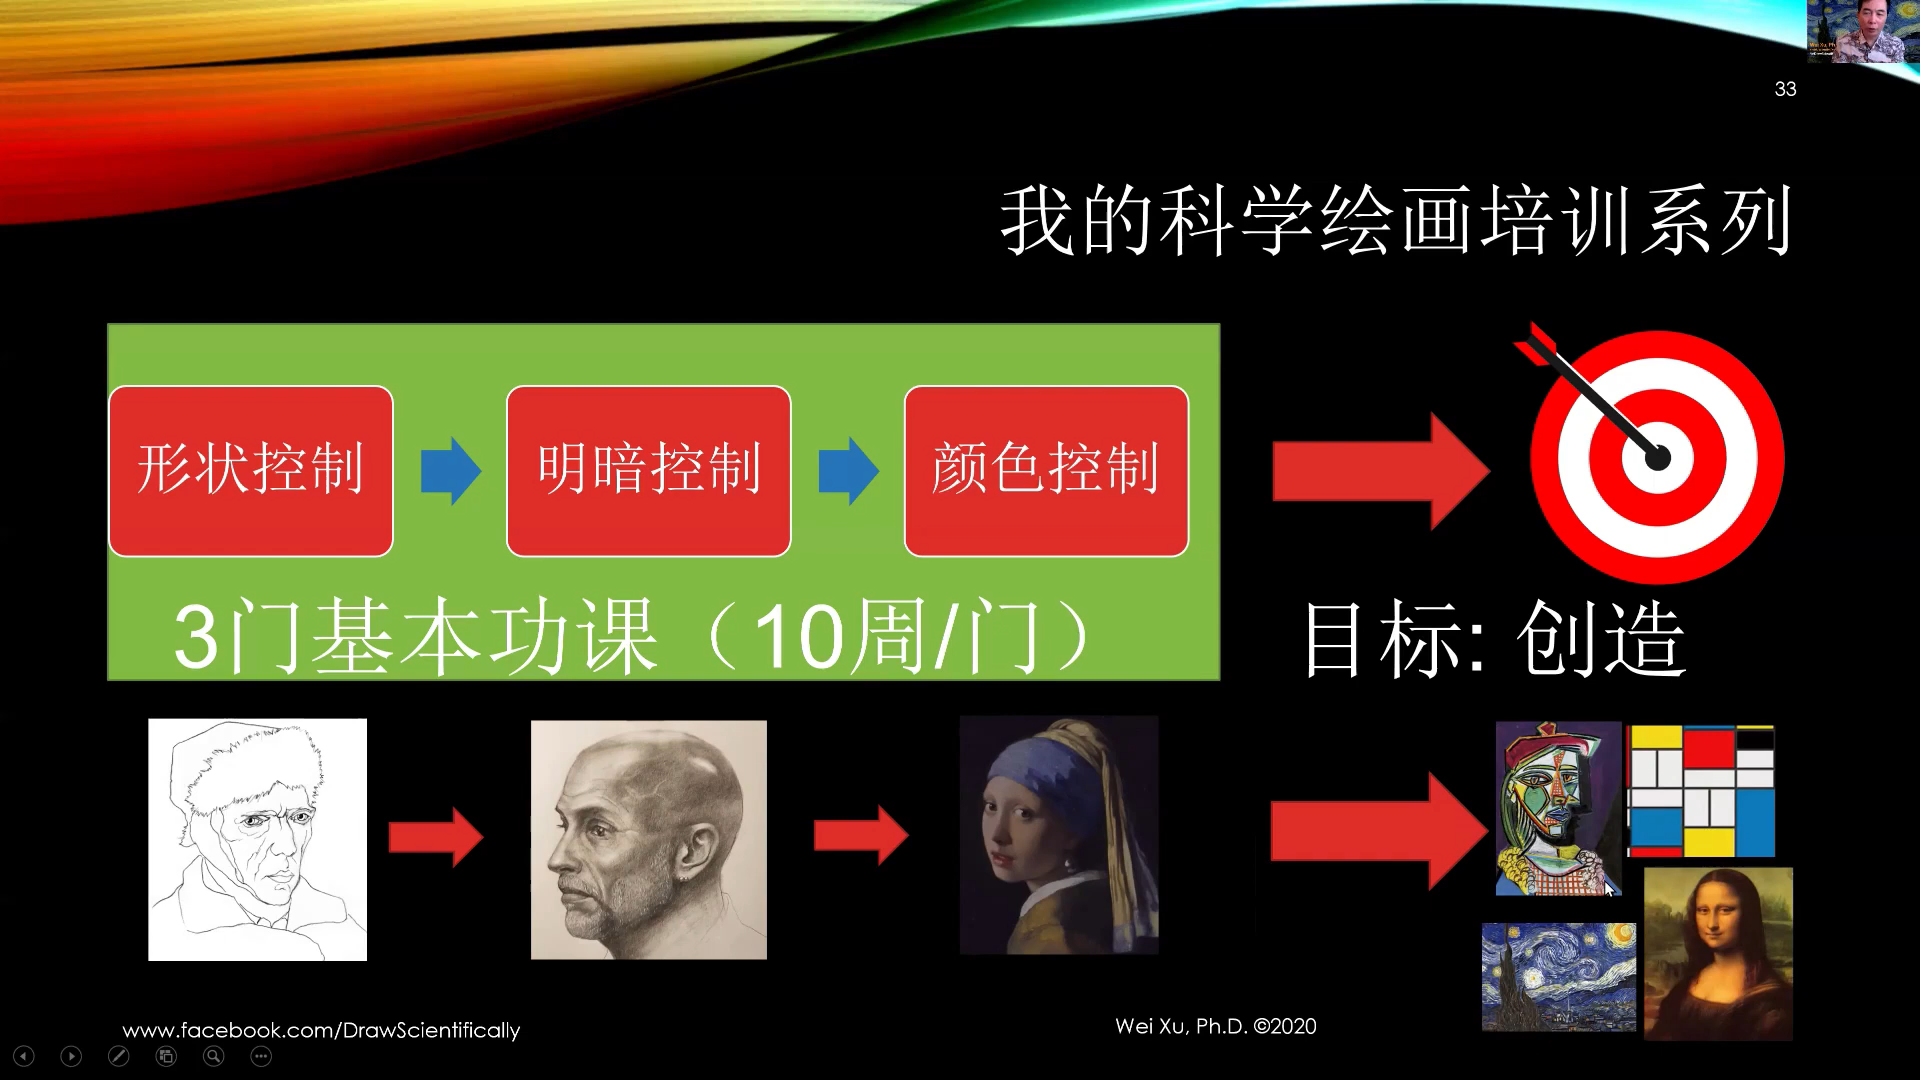 33
我的科学绘画培训系列
形状控制
明暗控制
颜色控制
3门基本功课（10周/门）
目标: 创造
www.facebook.com/DrawScientifically
Wei Xu, Ph.D. ©2020